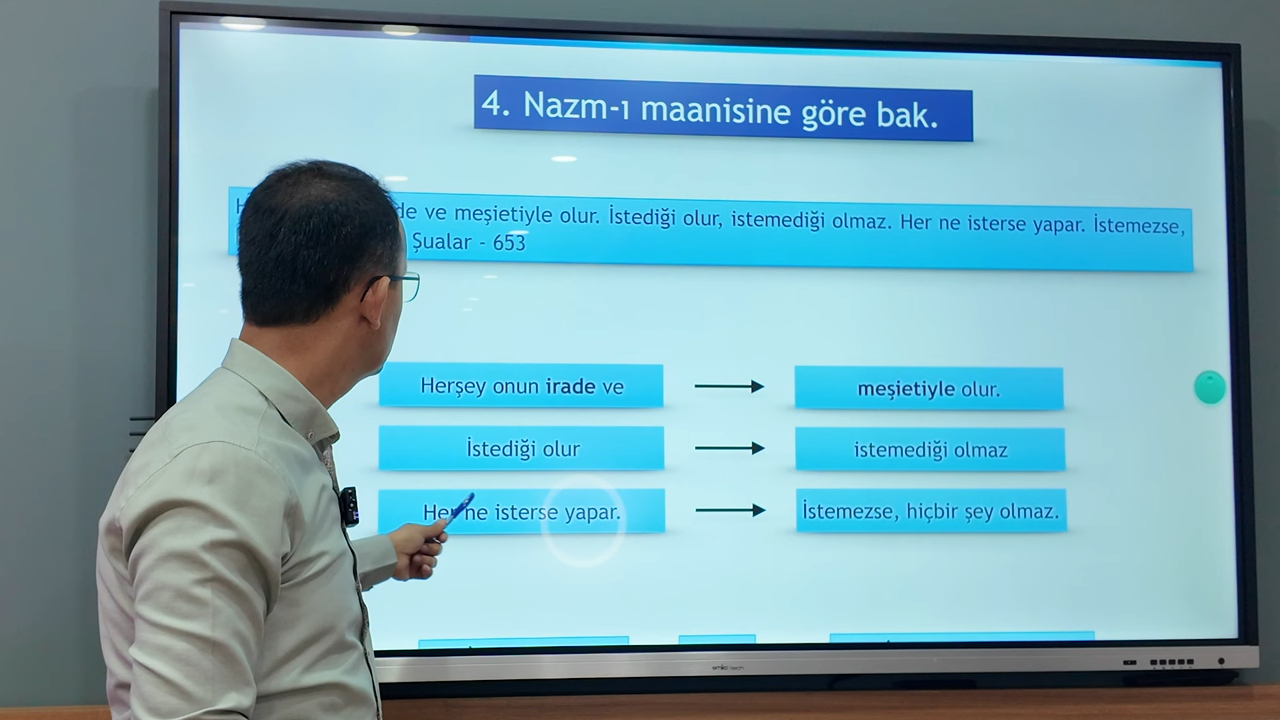 4. Nazm-ı maanisine göre bak.
de ve meşietiyle olur. İstediği olur, istemediği olmaz. Her ne isterse yapar. İstemezse,
Şualar - 653
Herşey onun irade ve
meşietiyle olur.
İstediği olur
istemediği olmaz
Her ne isterse yapar.
İstemezse, hiçbir şey olmaz.